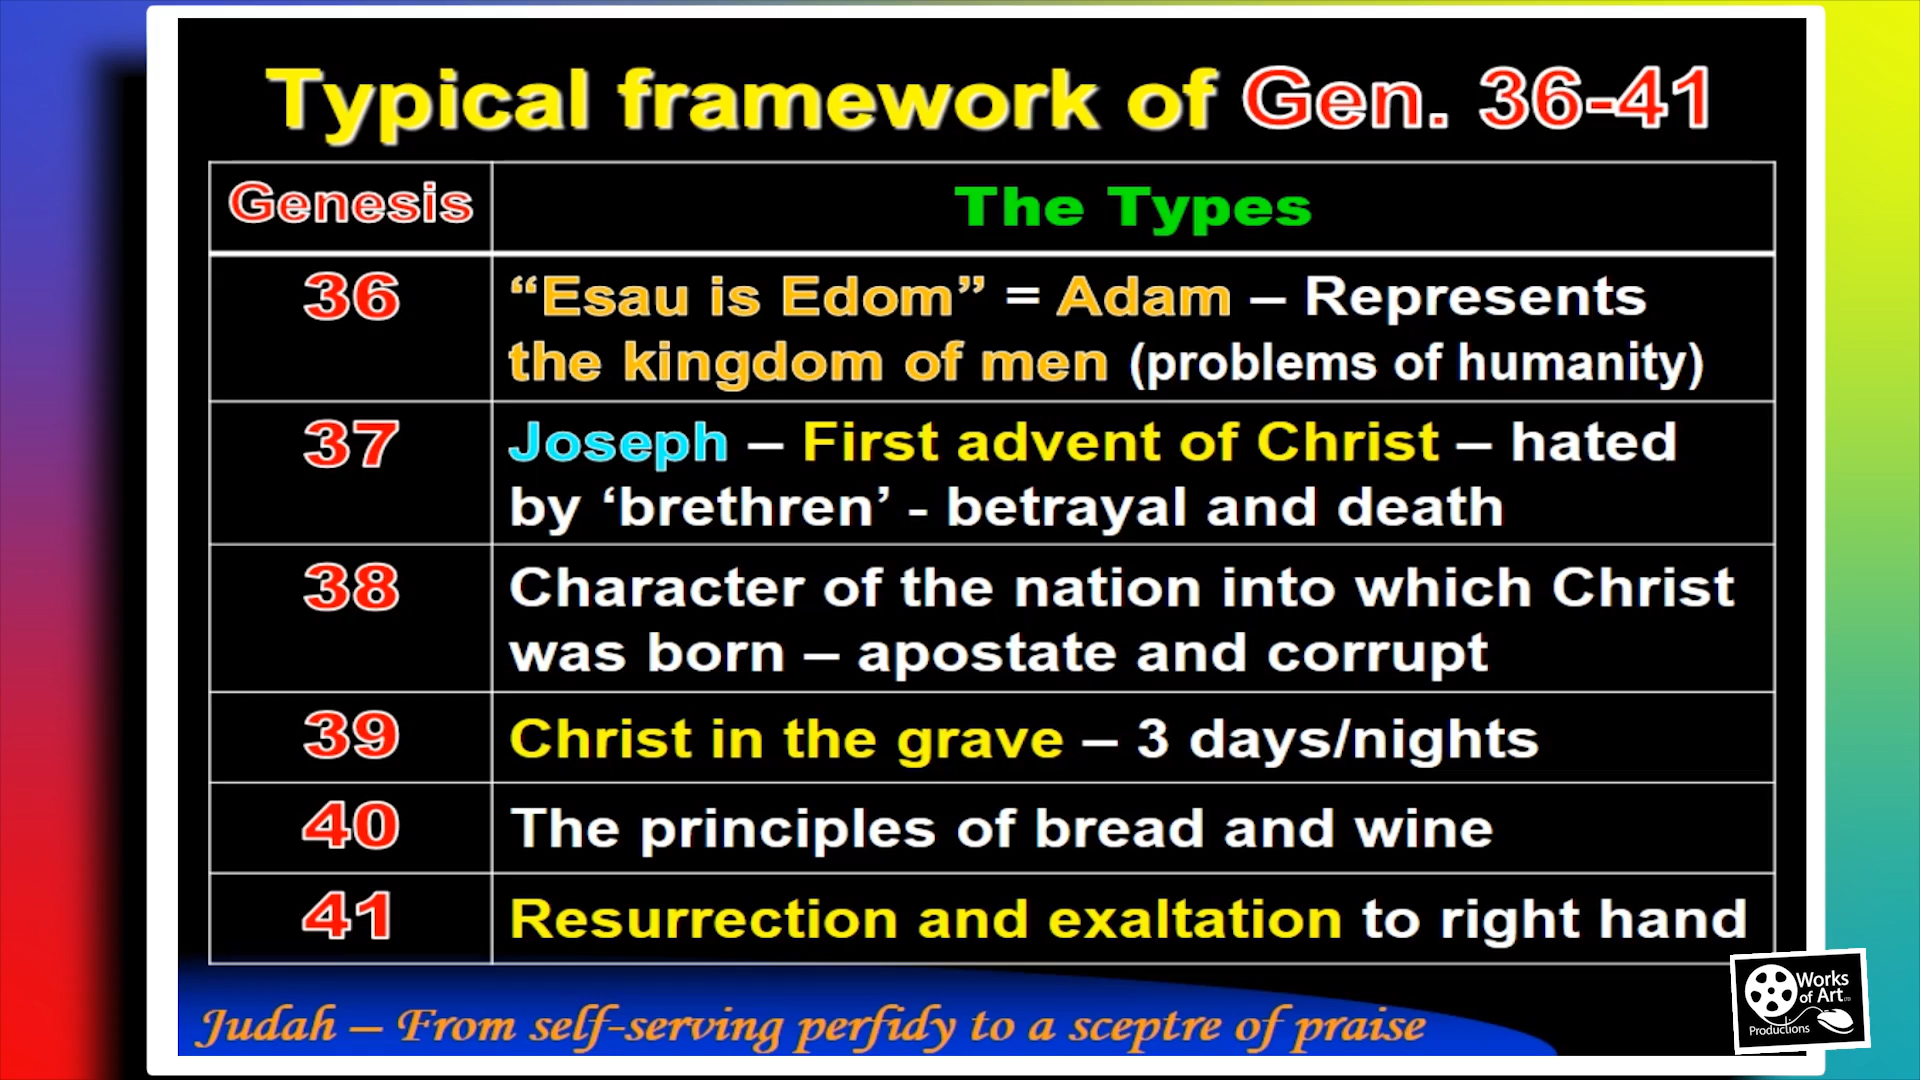 Typical framework of Gen. 36-41
Genesis
The Types
36
“Esau is Edom” = Adam – Represents
the kingdom of men (problems of humanity)
37
Joseph – First advent of Christ – hated
by ‘brethren’ - betrayal and death
38
Character of the nation into which Christ
was born – apostate and corrupt
39
Christ in the grave – 3 days/nights
40
The principles of bread and wine
41
Resurrection and exaltation to right hand
Judah – From self-serving perfidy to a sceptre of praise
Works
of Art
Productions